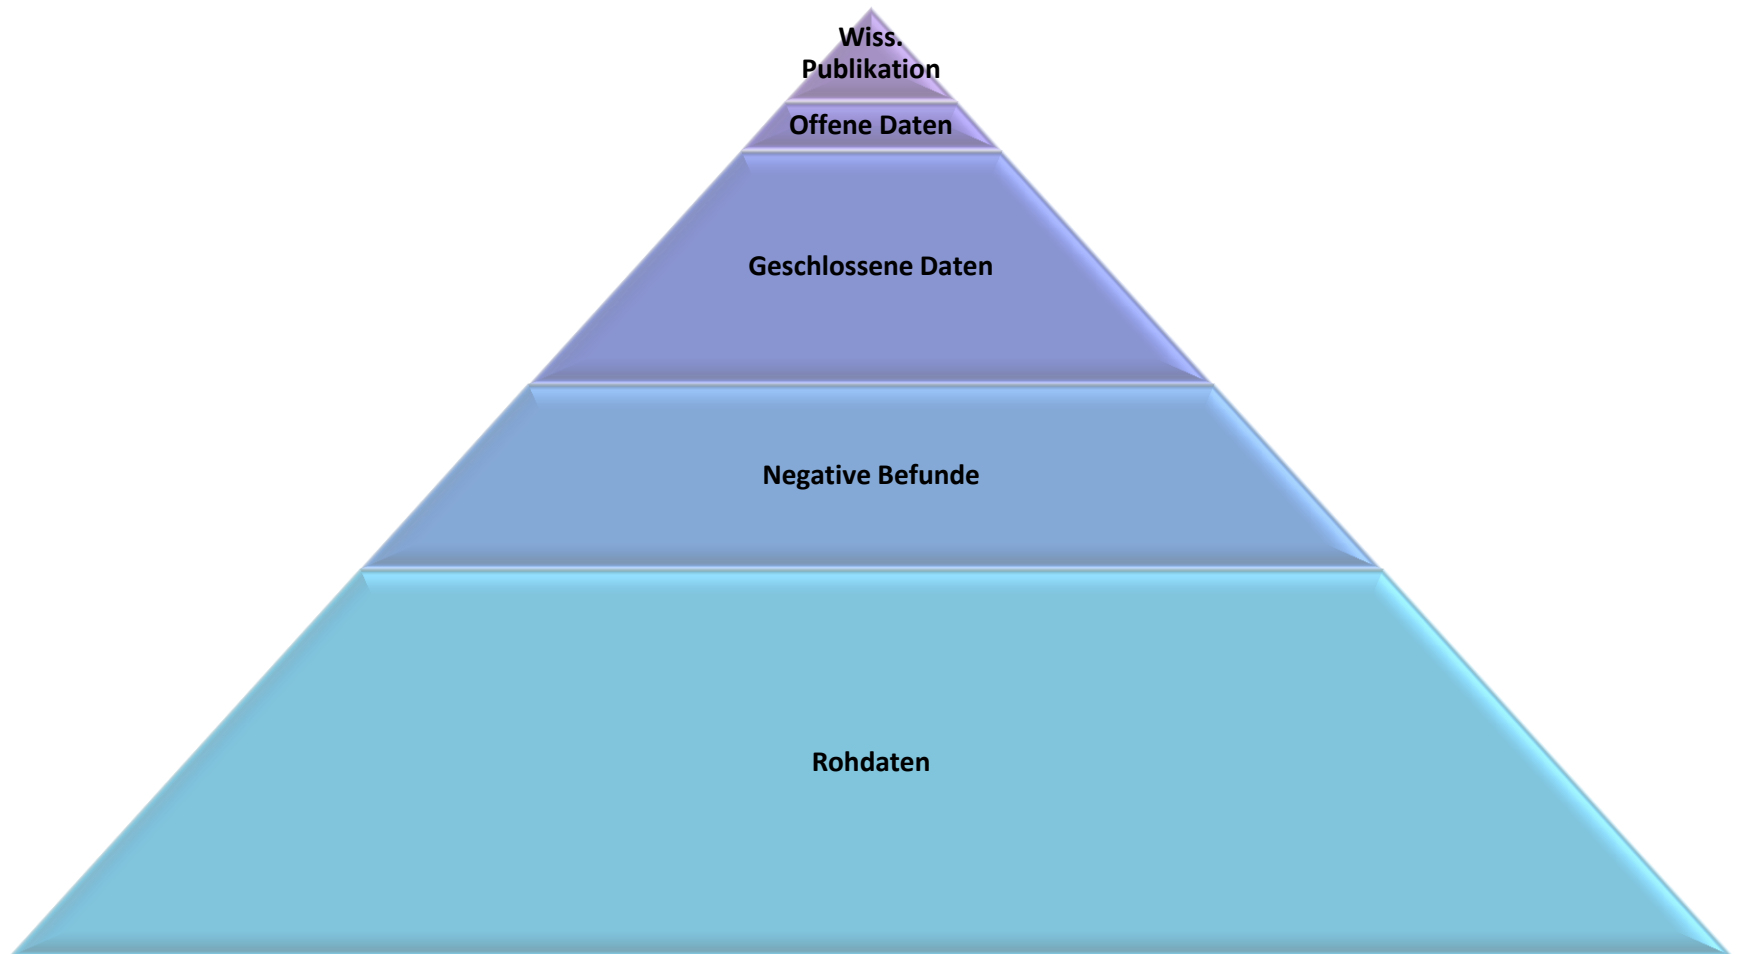 Wiss.
Publikation
Offene Daten
Geschlossene Daten
Negative Befunde
Rohdaten